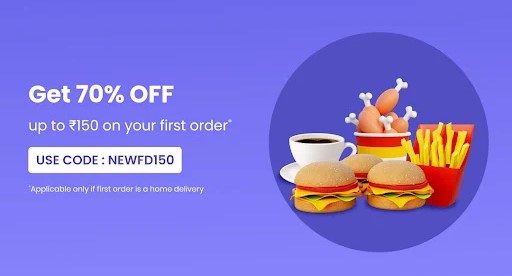 Get 70% OFF
up to ₹150 on your first order*
USE CODE : NEWFD150
*Applicable only if first order is a home delivery